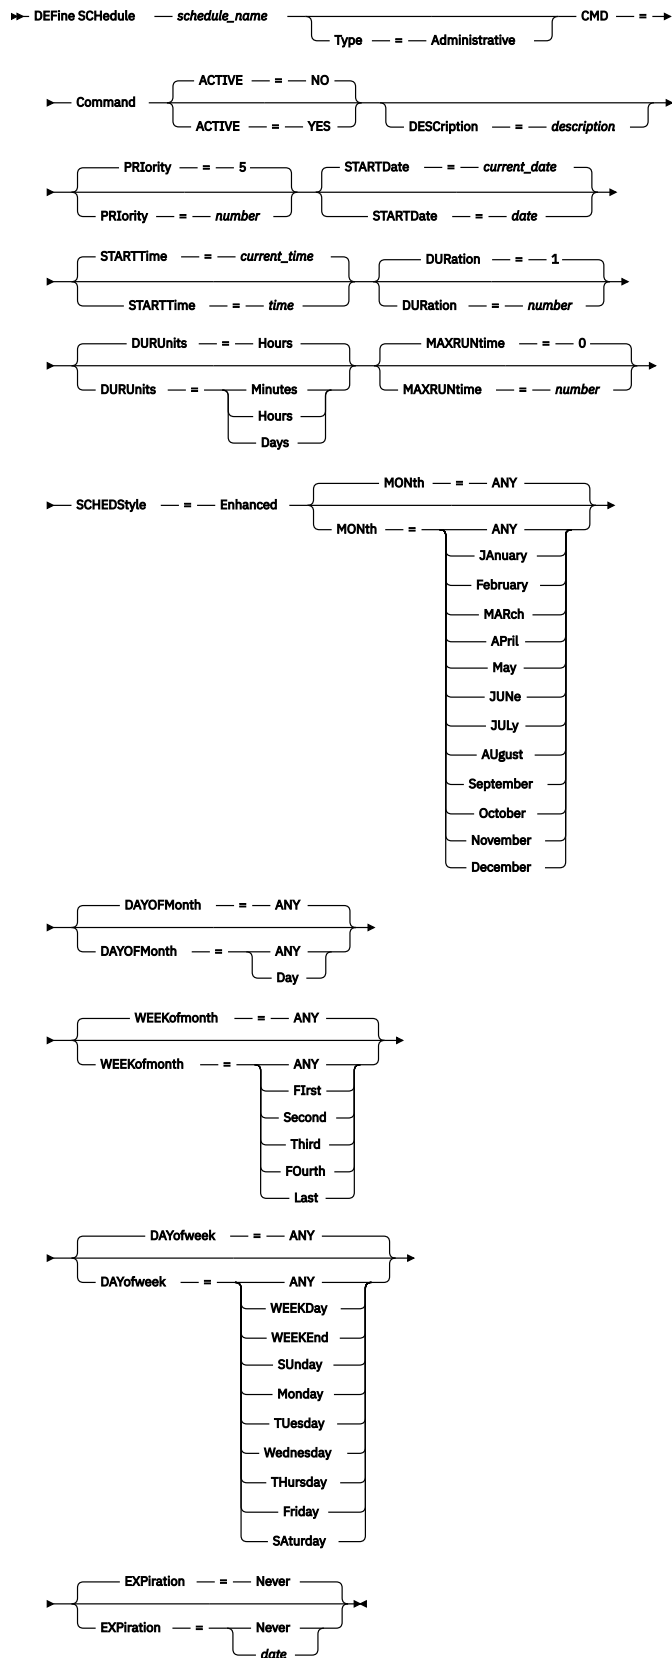 DEFine SCHedule schedule_name CMD =
Type = Administrative
ACTIVE = NO
Command
ACTIVE = YES DESCription = description
PRIority = 5 STARTDate = current_date
PRIority = number STARTDate = date
STARTTime = current_time DURation = 1
STARTTime = time DURation = number
DURUnits = Hours MAXRUNtime = 0
DURUnits = Minutes MAXRUNtime = number
Hours
Days
MONth = ANY
SCHEDStyle = Enhanced
MONth = ANY
JAnuary
February
MARch
APril
May
JUNe
JULy
AUgust
September
October
November
December
DAYOFMonth = ANY
DAYOFMonth = ANY
Day
WEEKofmonth = ANY
WEEKofmonth = ANY
FIrst
Second
Third
FOurth
Last
DAYofweek = ANY
DAYofweek = ANY
WEEKDay
WEEKEnd
SUnday
Monday
TUesday
Wednesday
THursday
Friday
SAturday
EXPiration = Never
EXPiration = Never
date